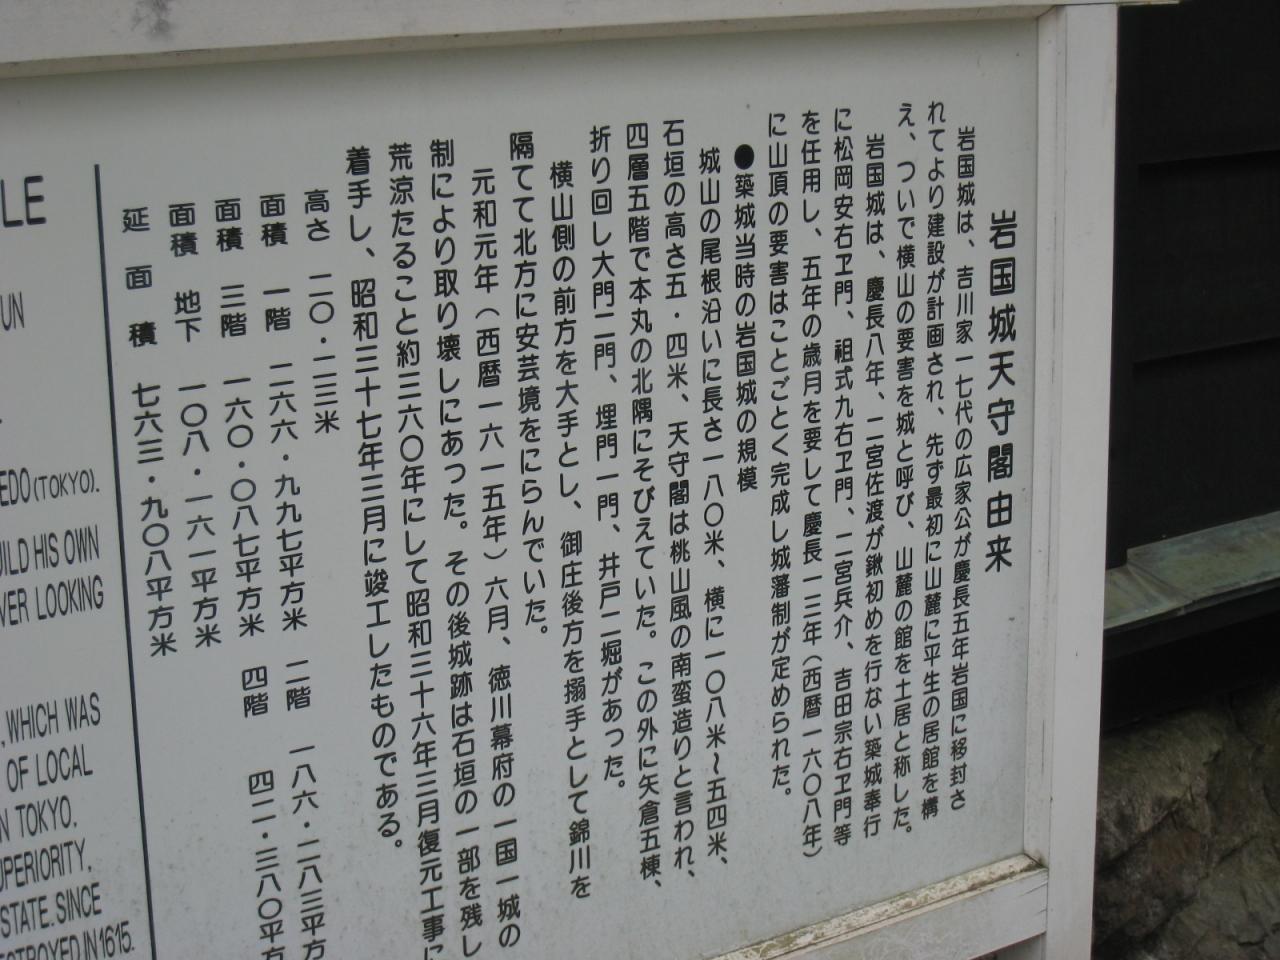 岩国城天守閣由来
岩国城は、吉川家一七代の広家公が慶長五年岩国に移封さ
れてより建設が計画され、先ず最初に山麓に平生の居館を構
え、ついで横山の要害を城と呼び、山麓の館を土居と称した。
岩国城は、慶長八年、二宮佐渡が鍬初めを行ない築城奉行
に松岡安右ヱ門、祖式九右ヱ門、二宮兵介、吉田宗右ヱ門等
を任用し、五年の歳月を要して慶長一三年（西暦一六〇八年）
に山頂の要害はことごとく完成し城藩制が定められた。
●築城当時の岩国城の規模
城山の尾根沿いに長さ一八〇米、横に一〇八米〜五四米、
石垣の高さ五・四米、天守閣は桃山風の南蛮造りと言われ、
四層五階で本丸の北隅にそびえていた。この外に矢倉五棟、
折り回し大門二門、埋門一門、井戸二堀があった。
横山側の前方を大手とし、御庄後方を搦手として錦川を
隔てて北方に安芸境をにらんでいた。
元和元年（西暦一六一五年）六月、徳川幕府の一国一城の
制により取り壊しにあった。その後城跡は石垣の一部を残し
荒涼たること約三六〇年にして昭和三十六年三月復元工事に
着手し、昭和三十七年三月に竣工したものである。
高さ 二〇・二三米
面積 一階 二六六・九九七平方米 二階 一八六・二八三平方
面積 三階 一六〇・〇八七平方米 四階 四二・三八〇平方
面積 地下 一〇八・一六一平方米
延面積 七六三・九〇八平方米
LE
UN
EDO (TOKYO).
UILD HIS OWN
VER LOOKING
, WHICH WAS
OF LOCAL
N TOKYO.
UPERIORITY,
STATE. SINCE
STROYED IN 1615.